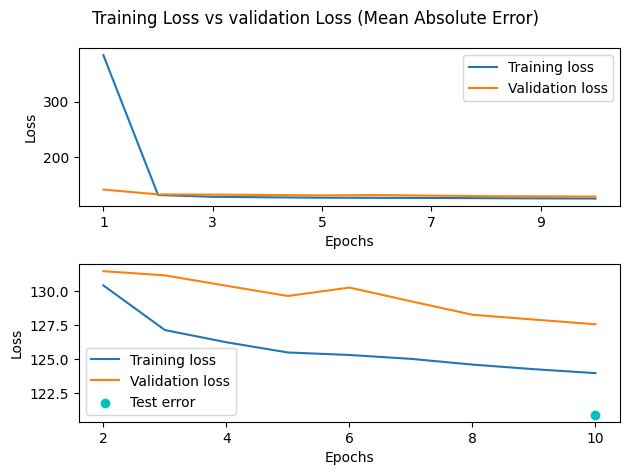 Training Loss vs validation Loss (Mean Absolute Error)
Loss
300
200
Training loss
Validation loss
1 3 5 7 9
Epochs
Loss
130.0
127.5
125.0
122.5
Training loss
Validation loss
Test error
2 4 6 8 10
Epochs